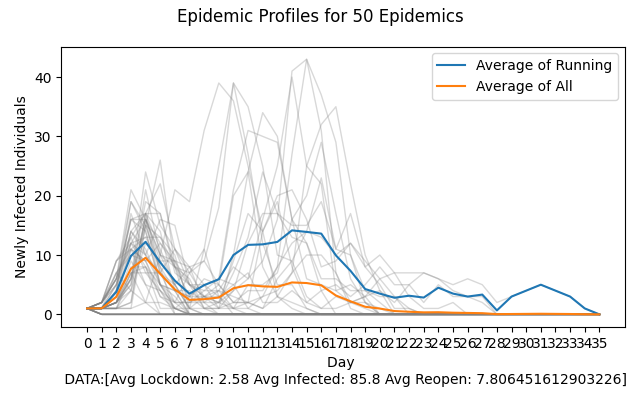 Epidemic Profiles for 50 Epidemics
Newly Infected Individuals
40
30
20
10
0
Average of Running
Average of All
0 1 2 3 4 5 6 7 8 9 10 11 12 13 14 15 16 17 18 19 20 21 22 23 24 25 26 27 28 29 30 31 32 33 34 35
Day
DATA:[Avg Lockdown: 2.58 Avg Infected: 85.8 Avg Reopen: 7.806451612903226]